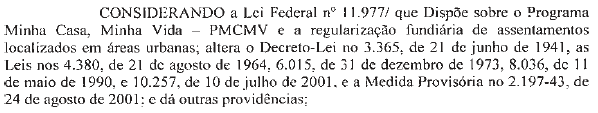 CONSIDERANDO a Lei Federal nº 11.977/ que Dispõe sobre o Programa
Minha Casa, Minha Vida – PMCMV e a regularização fundiária de assentamentos
localizados em áreas urbanas; altera o Decreto-Lei no 3.365, de 21 de junho de 1941, as
Leis nos 4.380, de 21 de agosto de 1964, 6.015, de 31 de dezembro de 1973, 8.036, de 11
de maio de 1990, e 10.257, de 10 de julho de 2001, e a Medida Provisória no 2.197-43, de
24 de agosto de 2001; e dá outras providências;